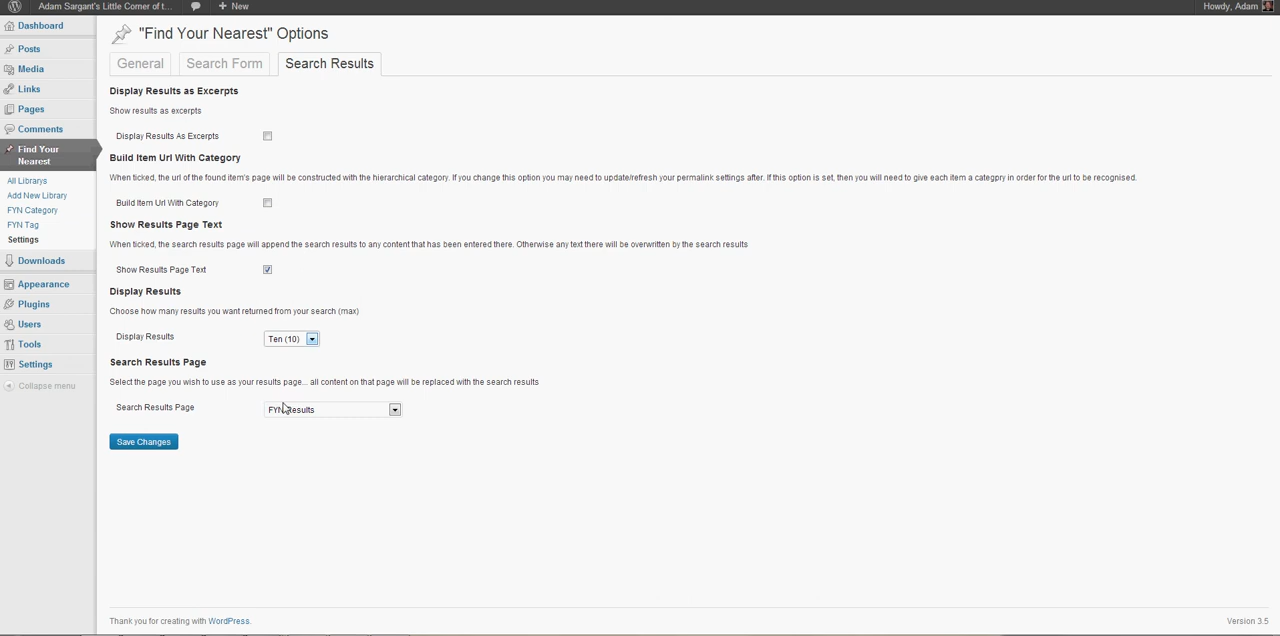 Adam Sargant's Little Corner of t...
New
Howdy, Adam
Dashboard
Posts
Media
Links
Pages
Comments
Find Your
Nearest
All Librarys
Add New Library
FYN Category
FYN Tag
Settings
Downloads
Appearance
Plugins
Users
Tools
Settings
Collapse menu
"Find Your Nearest" Options
General
Search Form
Search Results
Display Results as Excerpts
Show results as excerpts
Display Results As Excerpts
Build Item Url With Category
When ticked, the url of the found item's page will be constructed with the hierarchical category. If you change this option you may need to update/refresh your permalink settings after. If this option is set, then you will need to give each item a categpry in order for the url to be recognised.
Build Item Url With Category
Show Results Page Text
When ticked, the search results page will append the search results to any content that has been entered there. Otherwise any text there will be overwritten by the search results
Show Results Page Text
Display Results
Choose how many results you want returned from your search (max)
Display Results
Ten (10)
Search Results Page
Select the page you wish to use as your results page... all content on that page will be replaced with the search results
Search Results Page
FYN Results
Save Changes
Thank you for creating with WordPress.
Version 3.5